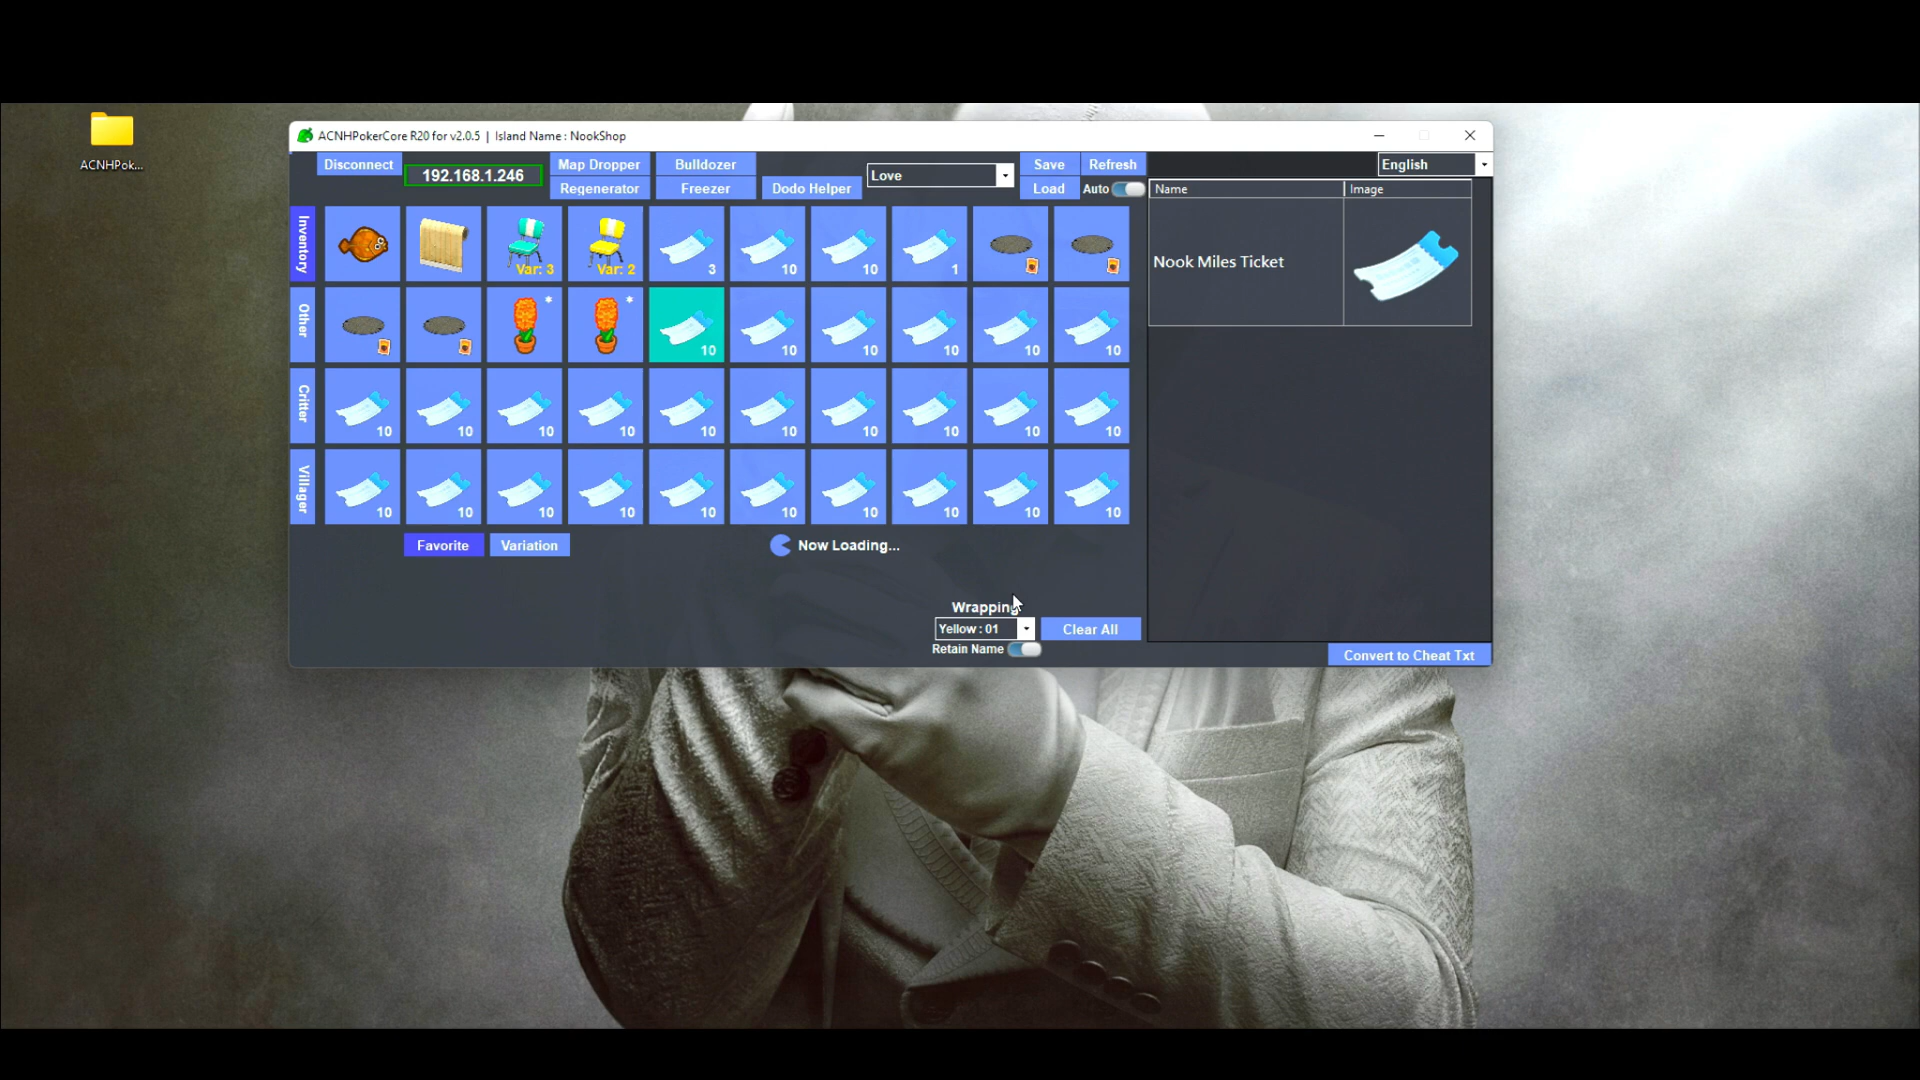 ACNHPok...
ACNHPokerCore R20 for v2.0.5 | Island Name : NookShop
Disconnect
192.168.1.246
Map Dropper
Bulldozer
Love
Save
Refresh
English
Regenerator
Freezer
Dodo Helper
Load
Auto
Name
Image
Inventory
Var: 3
Var: 2
3
10
10
1
Nook Miles Ticket
Other
10
10
10
10
10
10
Critter
10
10
10
10
10
10
10
10
10
10
Villager
10
10
10
10
10
10
10
10
10
10
Favorite
Variation
Now Loading...
Wrapping
Yellow : 01
Clear All
Retain Name
Convert to Cheat Txt